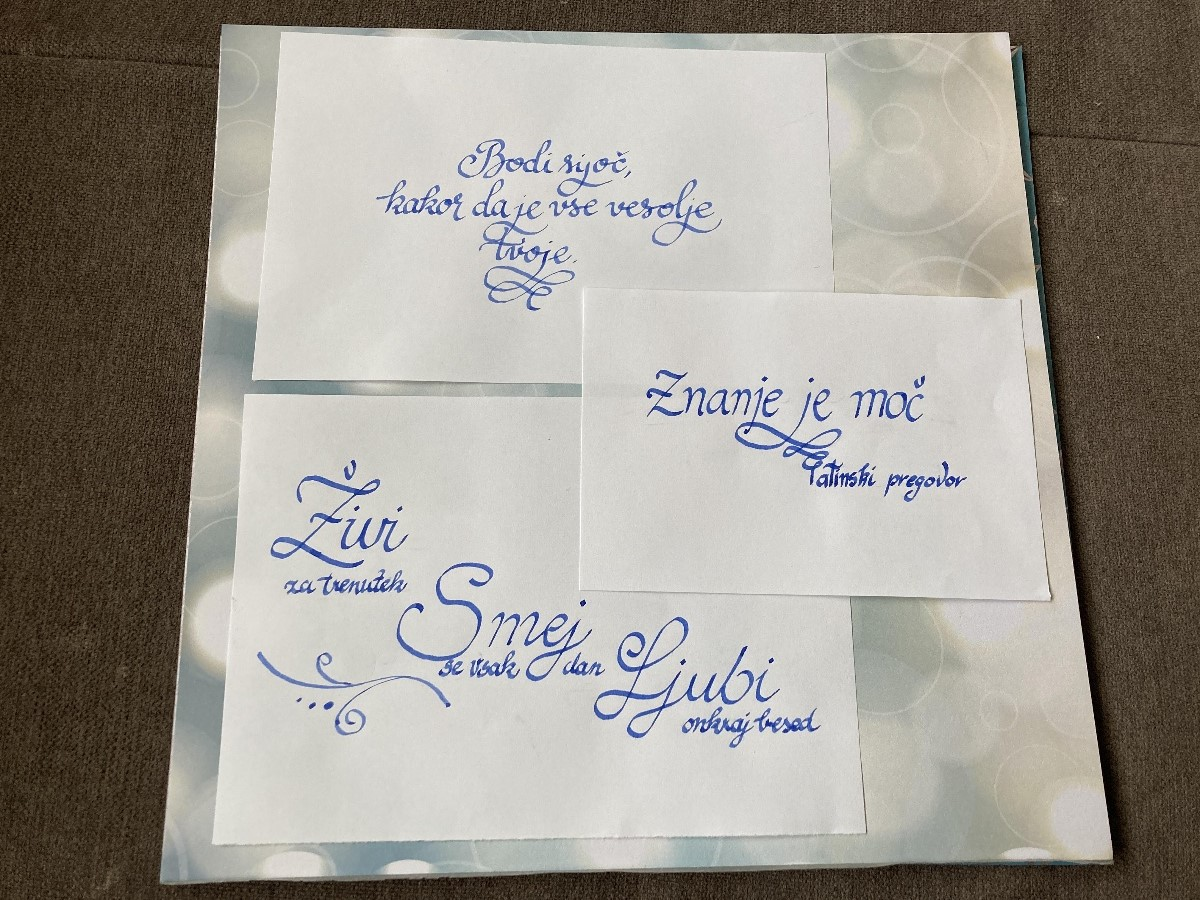 Bodi sijoč,
kakor da je vse vesolje
tvoje.
Znanje je moč
latinski pregovor
Živi
za trenutek
Smej
se vsak dan
Ljubi
onkraj besed